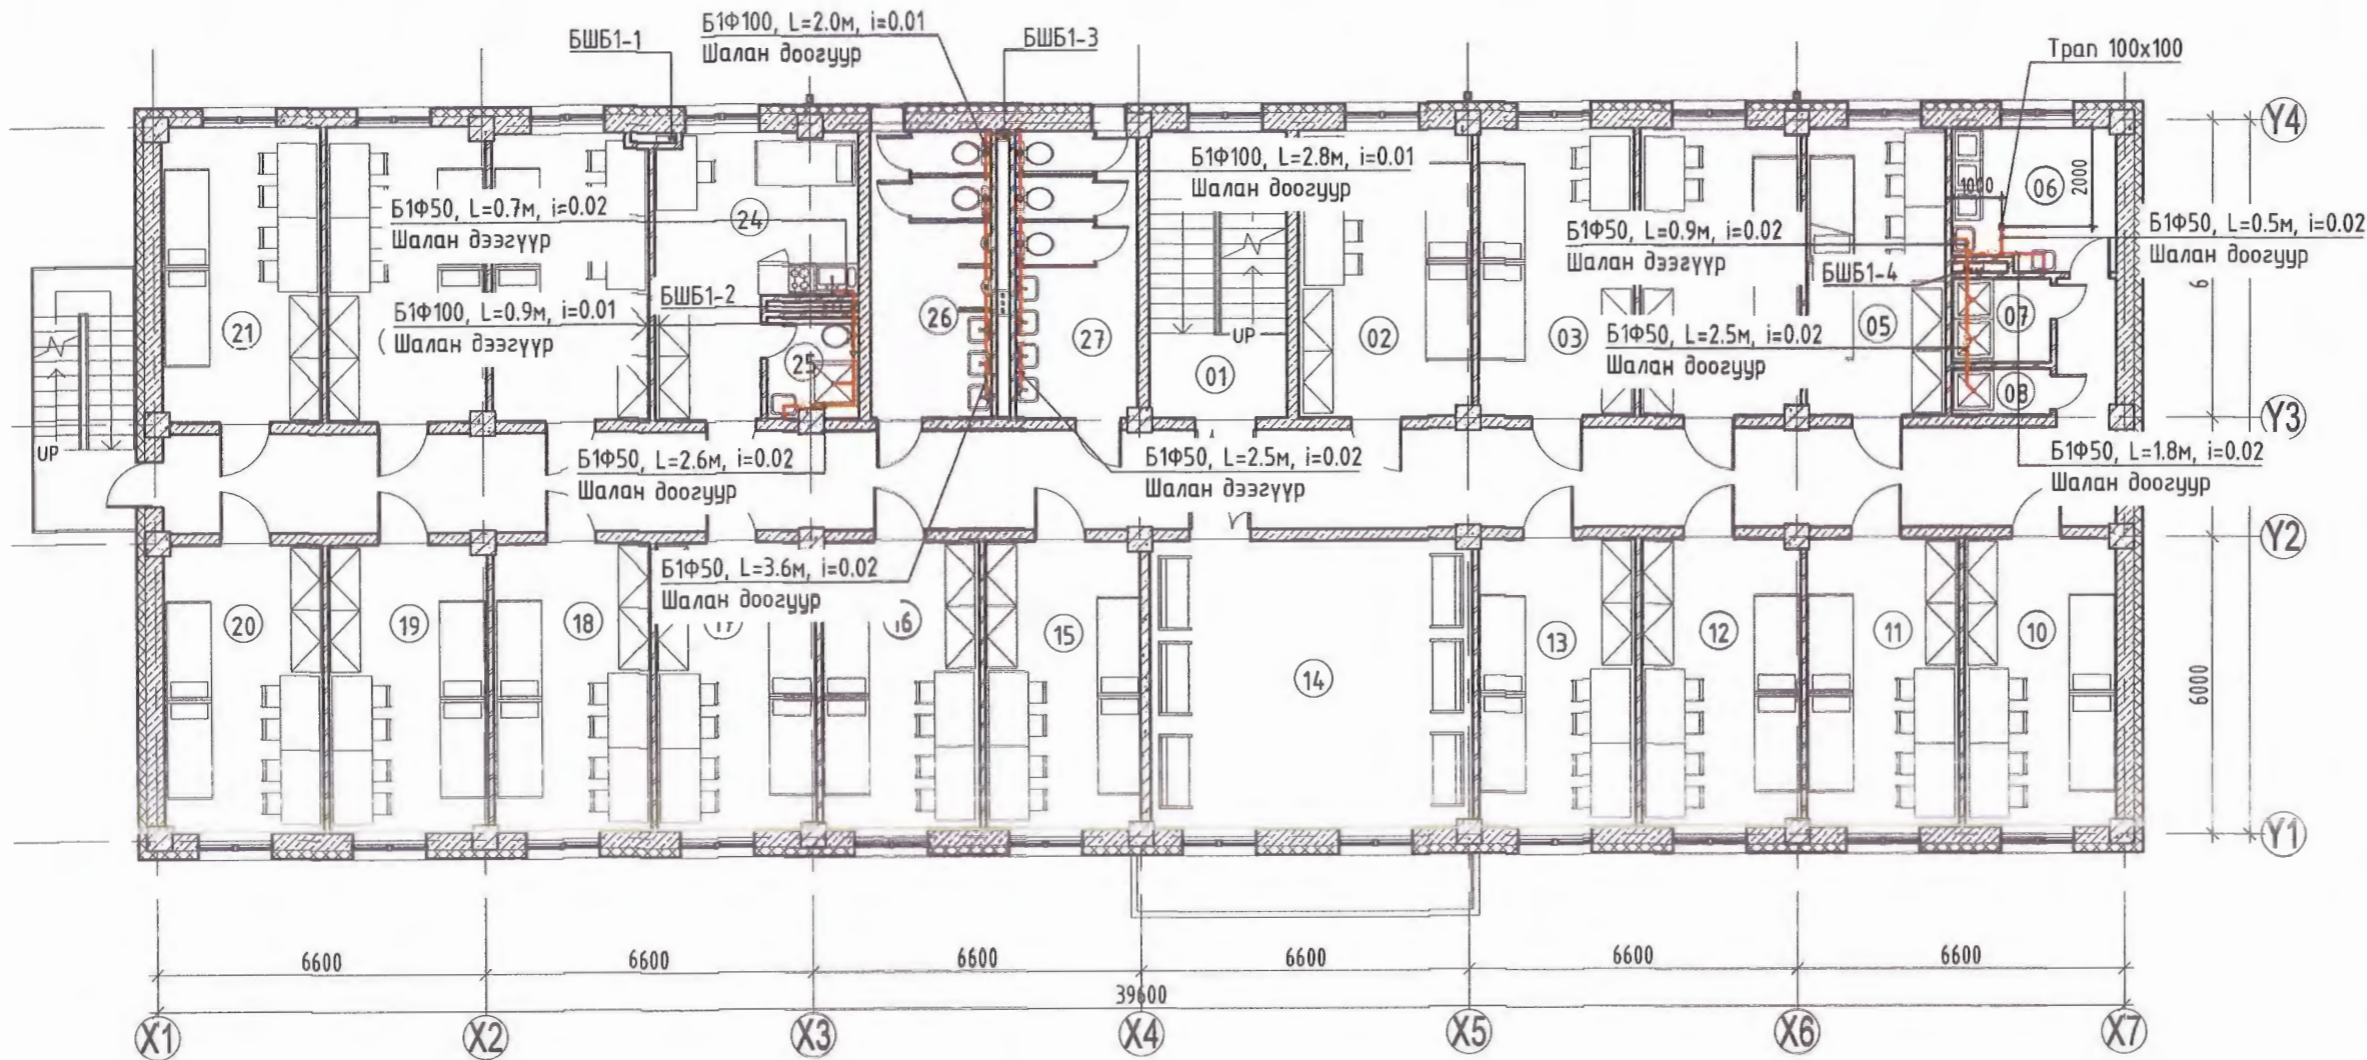 Б1Ф100, L=2.0м, i=0.01
Шалан доогуур
БШБ1-1
БШБ1-3
Трап 100x100
Y4
Б1Ф100, L=2.8м, i=0.01
Шалан доогуур
1000
06
2000
Б1Ф50, L=0.7м, i=0.02
Шалан дээгүүр
24
Б1Ф50, L=0.9м, i=0.02
Шалан дээгүүр
Б1Ф50, L=0.5м, i=0.02
Шалан доогуур
БШБ1-4
6
БШБ1-2
Б1Ф100, L=0.9м, i=0.01
Шалан дээгүүр
21
26
27
UP
02
03
Б1Ф50, L=2.5м, i=0.02
Шалан дээгүүр
05
07
25
01
08
Y3
UP
Б1Ф50, L=2.6м, i=0.02
Шалан доогуур
Б1Ф50, L=2.5м, i=0.02
Шалан дээгүүр
Б1Ф50, L=1.8м, i=0.02
Шалан доогуур
Y2
Б1Ф50, L=3.6м, i=0.02
Шалан доогуур
20
19
18
17
16
15
14
13
12
11
10
6000
Y1
6600
6600
6600
6600
6600
6600
39600
X1
X2
X3
X4
X5
X6
X7